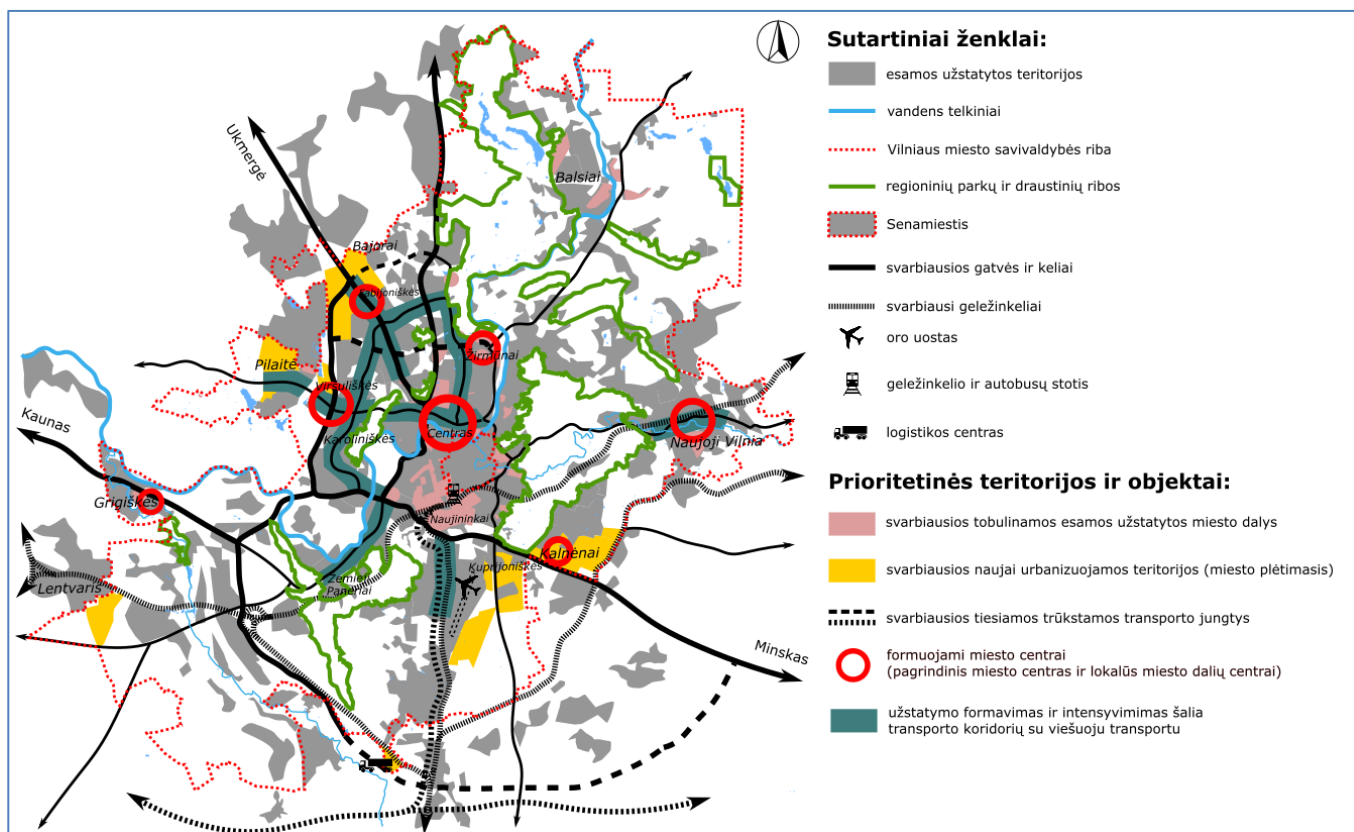 Sutartiniai ženklai:
esamos užstatytos teritorijos
vandens telkiniai
Vilniaus miesto savivaldybės riba
regioninių parkų ir draustinių ribos
Senamiestis
svarbiausios gatvės ir keliai
svarbiausi geležinkeliai
oro uostas
geležinkelio ir autobusų stotis
logistikos centras
Prioritetinės teritorijos ir objektai:
svarbiausios tobulinamos esamos užstatytos miesto dalys
svarbiausios naujai urbanizuojamos teritorijos (miesto plėtimasis)
svarbiausios tiesiamos trūkstamos transporto jungtys
formuojami miesto centrai
(pagrindinis miesto centras ir lokalūs miesto dalių centrai)
užstatymo formavimas ir intensyvimimas šalia
transporto koridorių su viešuoju transportu
Ukmergė
Balsiai
Bajorai
Fabijoniškės
Žirmūnai
Pilaitė
Viršuliškės
Kaunas
Karoliniškės
Centras
Naujoji Vilnia
Grigiškės
Naujininkai
Kalnėnai
Kuprijoniškės
Žemieji
Paneriai
Lentvaris
Minskas